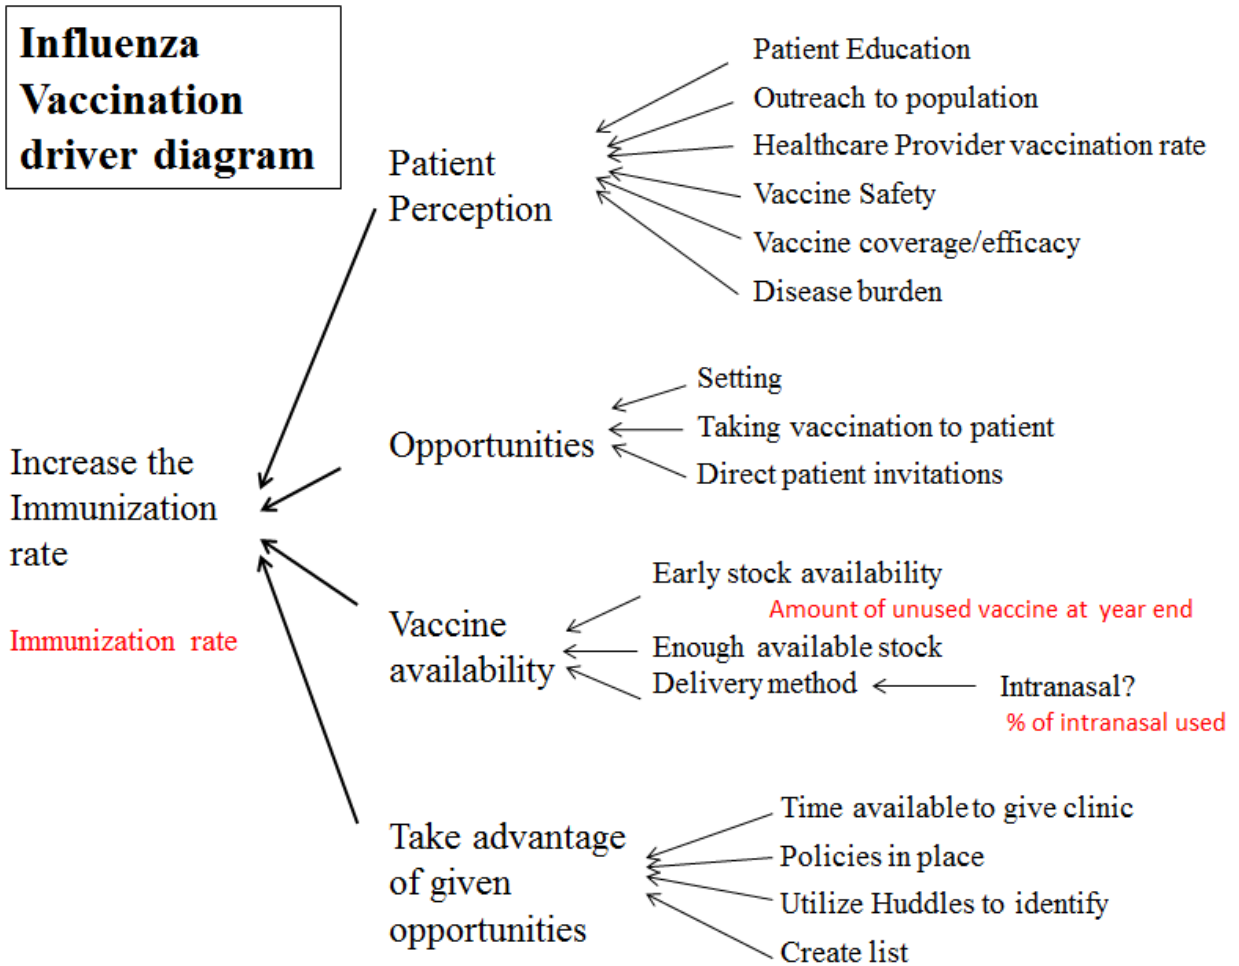 Influenza
Vaccination
driver diagram
Patient
Perception
Patient Education
Outreach to population
Healthcare Provider vaccination rate
Vaccine Safety
Vaccine coverage/efficacy
Disease burden
Increase the
Immunization
rate
Immunization rate
Opportunities
Setting
Taking vaccination to patient
Direct patient invitations
Vaccine
availability
Early stock availability
Amount of unused vaccine at year end
Enough available stock
Delivery method
Intranasal?
% of intranasal used
Take advantage
of given
opportunities
Time available to give clinic
Policies in place
Utilize Huddles to identify
Create list